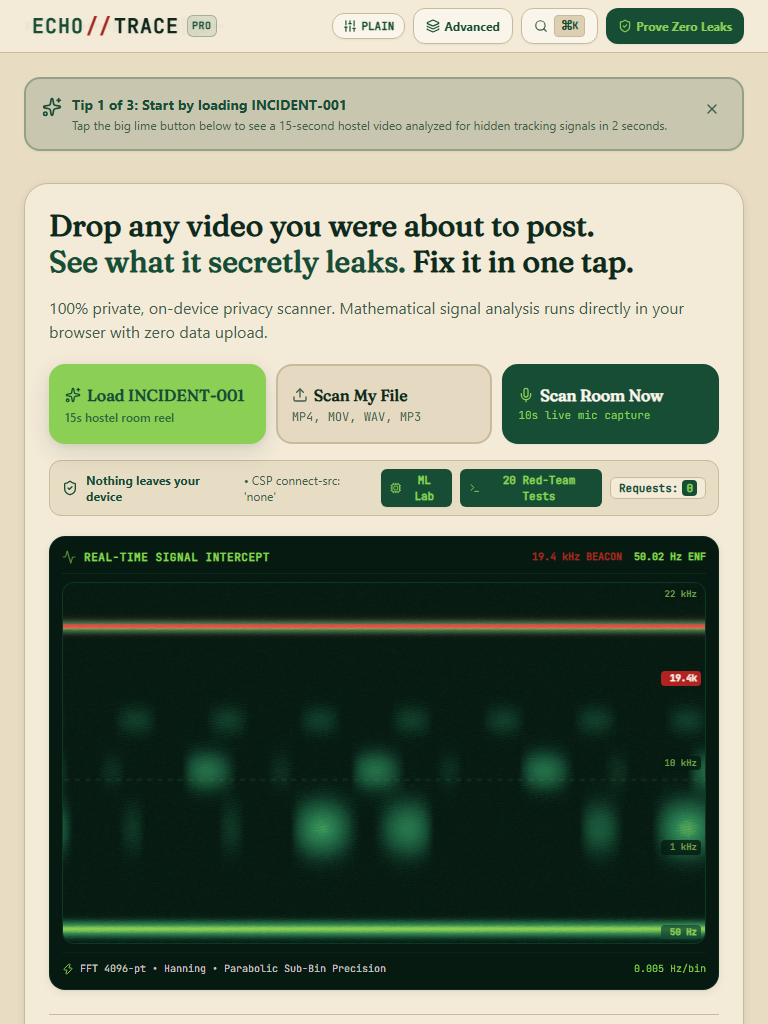 ECHO//TRACE PRO
PLAIN
Advanced
⌘K
Prove Zero Leaks
Tip 1 of 3: Start by loading INCIDENT-001
Tap the big lime button below to see a 15-second hostel video analyzed for hidden tracking signals in 2 seconds.
Drop any video you were about to post.
See what it secretly leaks. Fix it in one tap.
100% private, on-device privacy scanner. Mathematical signal analysis runs directly in your
browser with zero data upload.
Load INCIDENT-001
15s hostel room reel
Scan My File
MP4, MOV, WAV, MP3
Scan Room Now
10s live mic capture
Nothing leaves your
device
• CSP connect-src:
'none'
ML
Lab
20 Red-Team
Tests
Requests: 0
REAL-TIME SIGNAL INTERCEPT
19.4 kHz BEACON 50.02 Hz ENF
22 kHz
19.4k
10 kHz
1 kHz
50 Hz
FFT 4096-pt • Hanning • Parabolic Sub-Bin Precision
0.005 Hz/bin